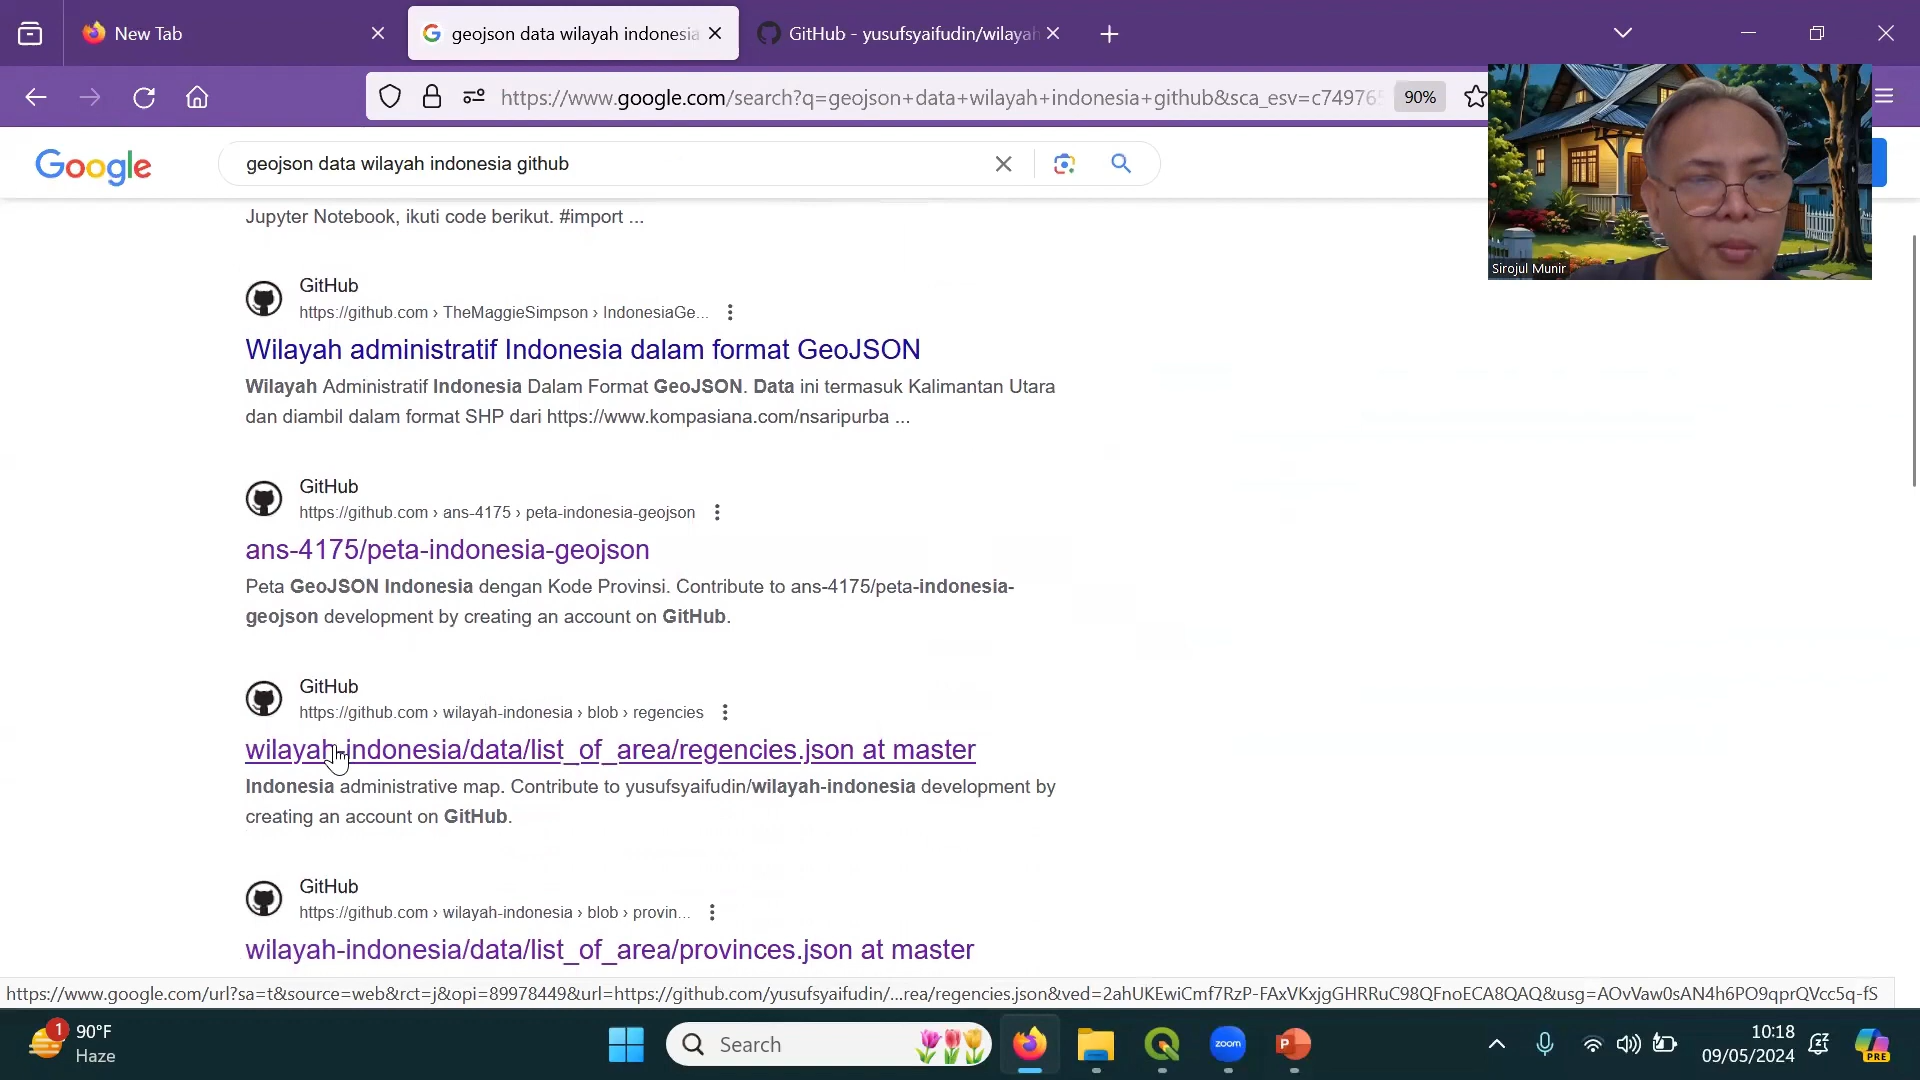 New Tab
geojson data wilayah indonesia
GitHub - yusufsyaifudin/wilayah
https://www.google.com/search?q=geojson+data+wilayah+indonesia+github&sca_esv=c74976
90%
Google
geojson data wilayah indonesia github
Jupyter Notebook, ikuti code berikut. #import ...
GitHub
https://github.com › TheMaggieSimpson › IndonesiaGe...
Wilayah administratif Indonesia dalam format GeoJSON
Wilayah Administratif Indonesia Dalam Format GeoJSON. Data ini termasuk Kalimantan Utara
dan diambil dalam format SHP dari https://www.kompasiana.com/nsaripurba ...
GitHub
https://github.com › ans-4175 › peta-indonesia-geojson
ans-4175/peta-indonesia-geojson
Peta GeoJSON Indonesia dengan Kode Provinsi. Contribute to ans-4175/peta-indonesia-
geojson development by creating an account on GitHub.
GitHub
https://github.com › wilayah-indonesia › blob › regencies
wilayah-indonesia/data/list_of_area/regencies.json at master
Indonesia administrative map. Contribute to yusufsyaifudin/wilayah-indonesia development by
creating an account on GitHub.
GitHub
https://github.com › wilayah-indonesia › blob › provin...
wilayah-indonesia/data/list_of_area/provinces.json at master
https://www.google.com/url?sa=t&source=web&rct=j&opi=89978449&url=https://github.com/yusufsyaifudin/...rea/regencies.json&ved=2ahUKEwiCmf7RzP-FAxVKxjgGHRRuC98QFnoECA8QAQ&usg=AOvVaw0sAN4h6PO9qprQVcc5q-fS
Sirojul Munir
1
90°F
Haze
Search
zoom
10:18
09/05/2024
PRE